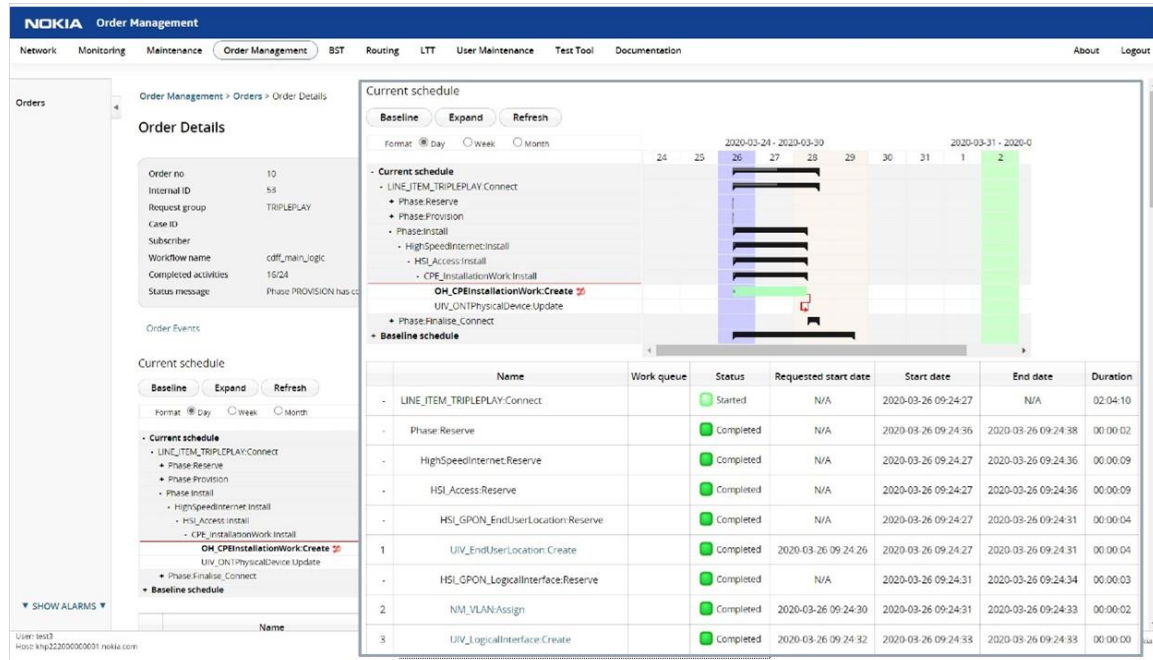 NOKIA Order Management
Network Monitoring Maintenance Order Management BST Routing LTT User Maintenance Test Tool Documentation About Logout
Orders
Order Management > Orders > Order Details
Order Details
Order no 10
Internal ID 53
Request group TRIPLEPLAY
Case ID
Subscriber
Workflow name cdff_main_logic
Completed activities 16/24
Status message Phase PROVISION has
Order Events
Current schedule
Baseline Expand Refresh
Format Day Week Month
- Current schedule
- LINE_ITEM_TRIPLEPLAY:Connect
+ Phase:Reserve
+ Phase:Provision
- Phase:Install
- HighSpeedInternet:Install
- HSI_Access:Install
- CPE_InstallationWork:Install
OH_CPEInstallationWork:Create
UIV_ONTPhysicalDevice:Update
+ Phase:Finalise_Connect
+ Baseline schedule
Name
▼ SHOW ALARMS ▼
User: test3
Host: khp222000000001.nokia.com
Current schedule
Baseline Expand Refresh
Format Day Week Month
2020-03-24 - 2020-03-30 2020-03-31 - 2020-0
24 25 26 27 28 29 30 31 1 2
- Current schedule
- LINE_ITEM_TRIPLEPLAY:Connect
+ Phase:Reserve
+ Phase:Provision
- Phase:Install
- HighSpeedInternet:Install
- HSI_Access:Install
- CPE_InstallationWork:Install
OH_CPEInstallationWork:Create
UIV_ONTPhysicalDevice:Update
+ Phase:Finalise_Connect
+ Baseline schedule
Name Work queue Status Requested start date Start date End date Duration
- LINE_ITEM_TRIPLEPLAY:Connect Started N/A 2020-03-26 09:24:27 N/A 02:04:10
- Phase:Reserve Completed N/A 2020-03-26 09:24:36 2020-03-26 09:24:38 00:00:02
- HighSpeedInternet:Reserve Completed N/A 2020-03-26 09:24:27 2020-03-26 09:24:36 00:00:09
- HSI_Access:Reserve Completed N/A 2020-03-26 09:24:27 2020-03-26 09:24:36 00:00:09
- HSI_GPON_EndUserLocation:Reserve Completed N/A 2020-03-26 09:24:27 2020-03-26 09:24:31 00:00:04
1 UIV_EndUserLocation:Create Completed 2020-03-26 09:24:26 2020-03-26 09:24:27 2020-03-26 09:24:31 00:00:04
- HSI_GPON_LogicalInterface:Reserve Completed N/A 2020-03-26 09:24:31 2020-03-26 09:24:34 00:00:03
2 NM_VLAN:Assign Completed 2020-03-26 09:24:30 2020-03-26 09:24:31 2020-03-26 09:24:33 00:00:02
3 UIV_LogicalInterface:Create Completed 2020-03-26 09:24:32 2020-03-26 09:24:33 2020-03-26 09:24:33 00:00:00